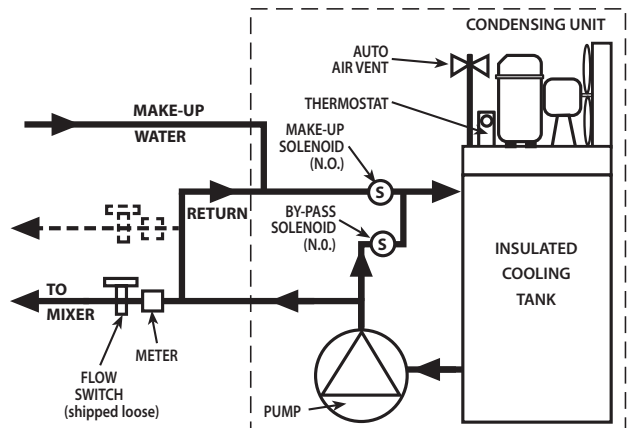 CONDENSING UNIT
AUTO
AIR VENT
THERMOSTAT
MAKE-UP
WATER
MAKE-UP
SOLENOID
(N.O.)
S
RETURN
BY-PASS
SOLENOID
(N.0.)
S
INSULATED
COOLING
TANK
TO
MIXER
METER
FLOW
SWITCH
(shipped loose)
PUMP